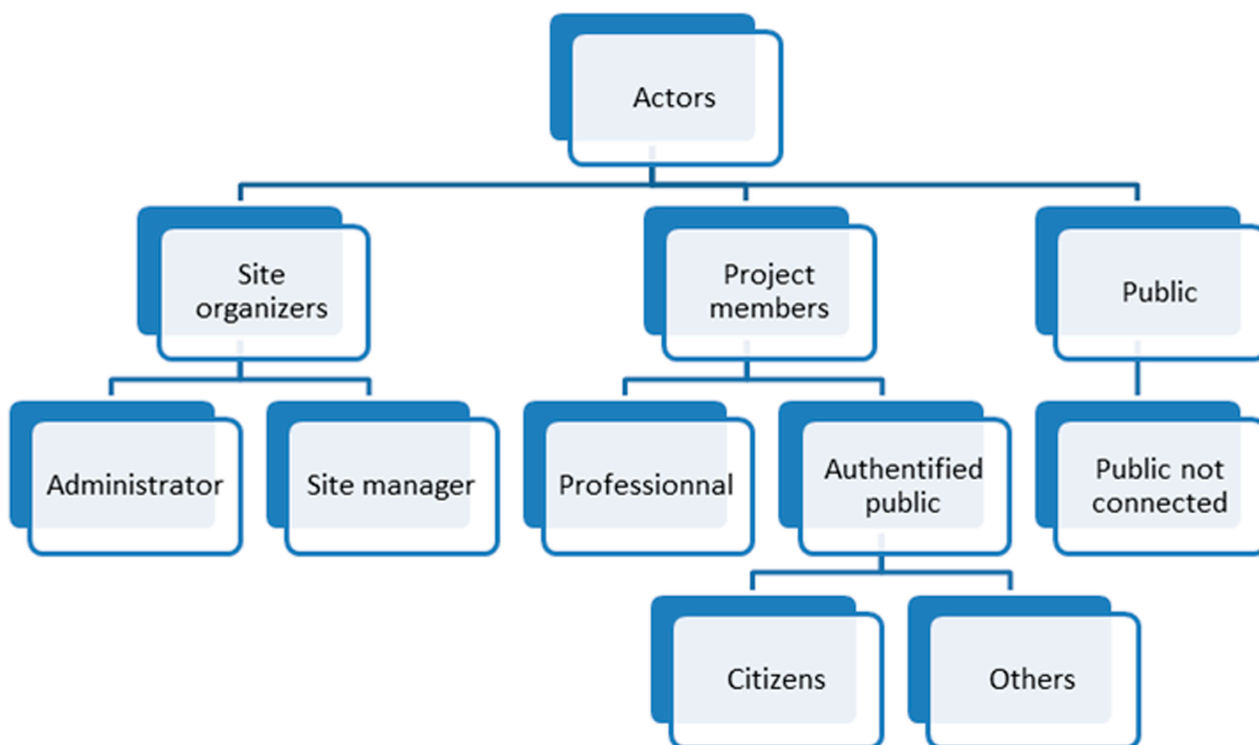 Actors
Site
organizers
Project
members
Public
Administrator
Site manager
Professionnal
Authentified
public
Public not
connected
Citizens
Others